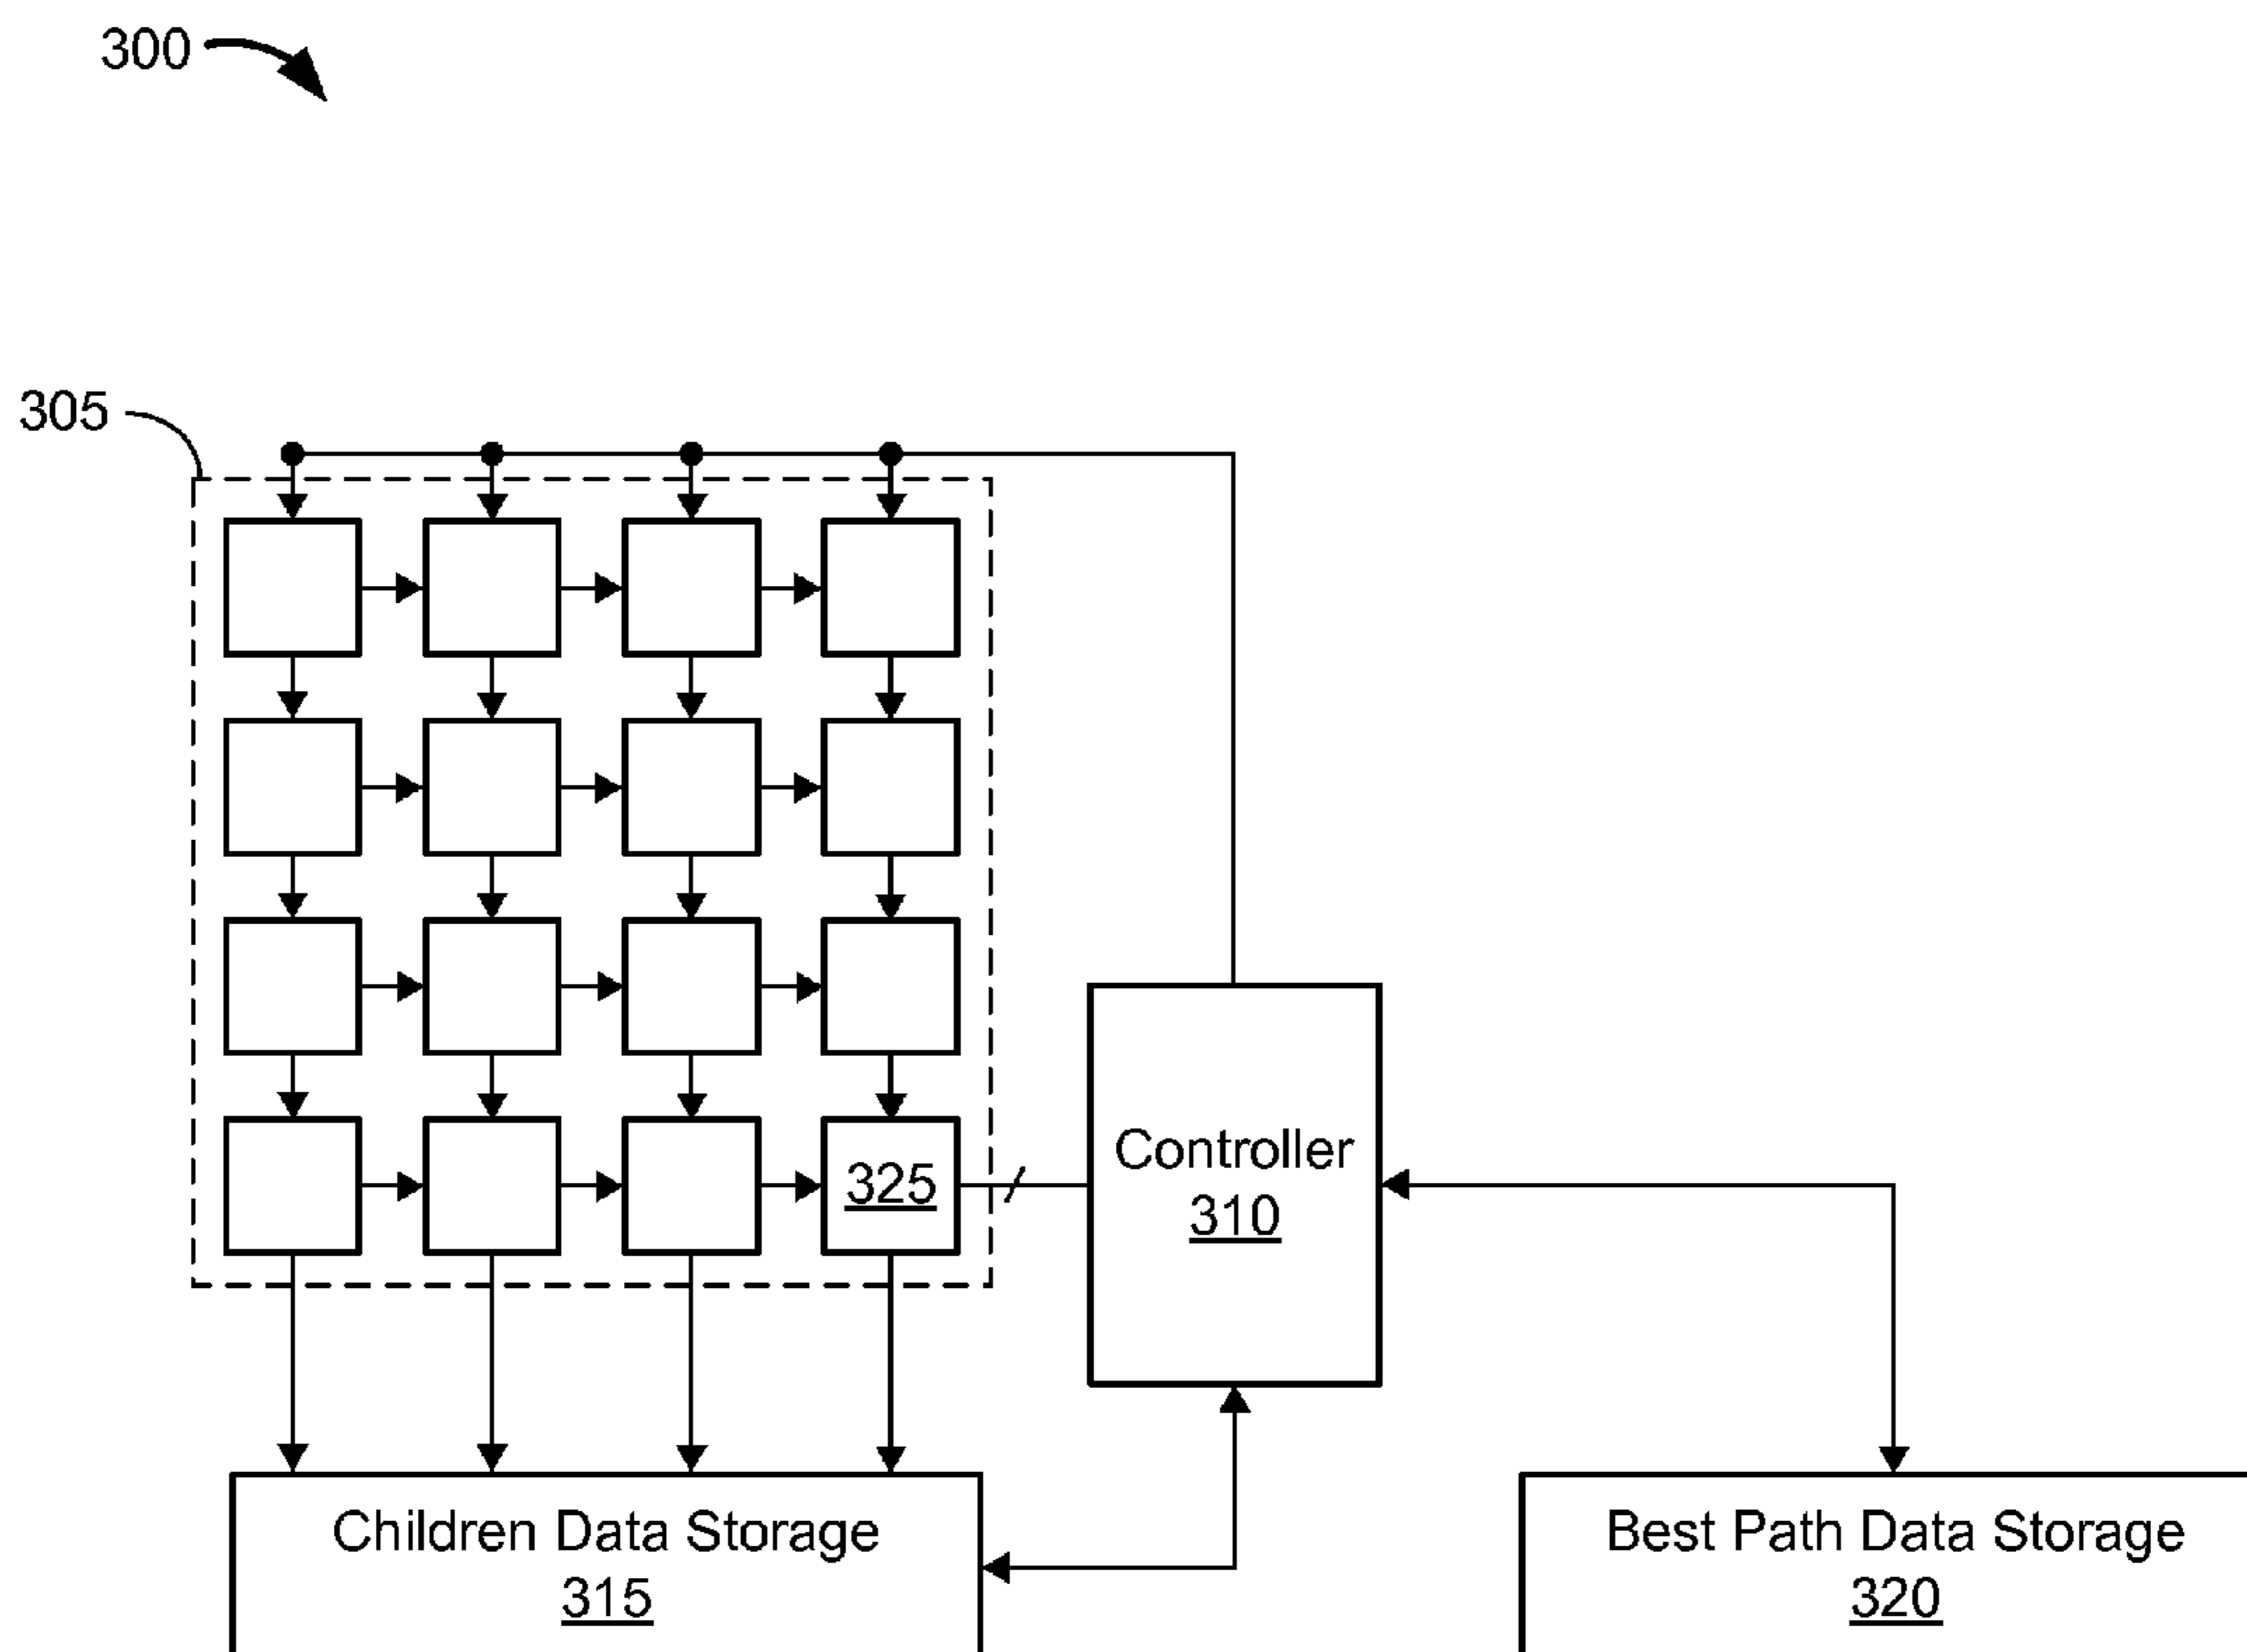 300
305
325
Controller
310
Children Data Storage
315
Best Path Data Storage
320